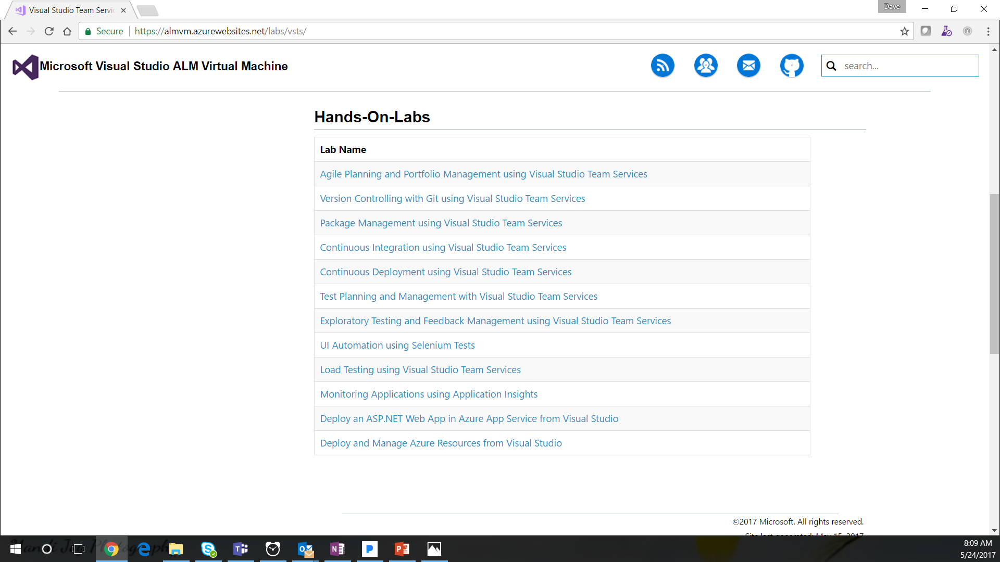 Visual Studio Team Servic
Dave
Secure
https://almvm.azurewebsites.net/labs/vsts/
Microsoft Visual Studio ALM Virtual Machine
search...
Hands-On-Labs
Lab Name
Agile Planning and Portfolio Management using Visual Studio Team Services
Version Controlling with Git using Visual Studio Team Services
Package Management using Visual Studio Team Services
Continuous Integration using Visual Studio Team Services
Continuous Deployment using Visual Studio Team Services
Test Planning and Management with Visual Studio Team Services
Exploratory Testing and Feedback Management using Visual Studio Team Services
UI Automation using Selenium Tests
Load Testing using Visual Studio Team Services
Monitoring Applications using Application Insights
Deploy an ASP.NET Web App in Azure App Service from Visual Studio
Deploy and Manage Azure Resources from Visual Studio
©2017 Microsoft. All rights reserved.
Site last generated: May 15, 2017
8:09 AM
5/24/2017